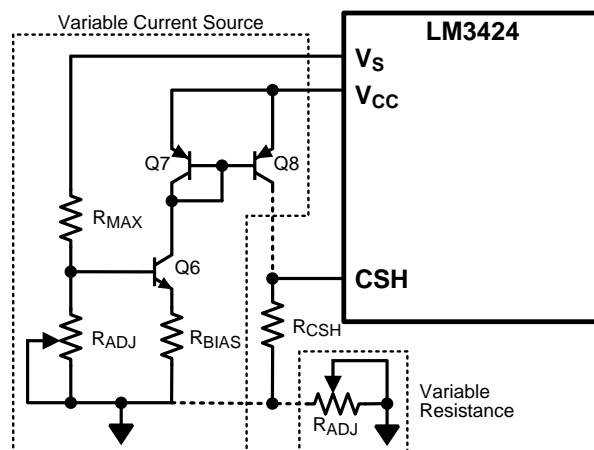 Variable Current Source
LM3424
VS
VCC
Q7
Q8
RMAX
Q6
CSH
RADJ
RBIAS
RCSH
Variable
Resistance
RADJ